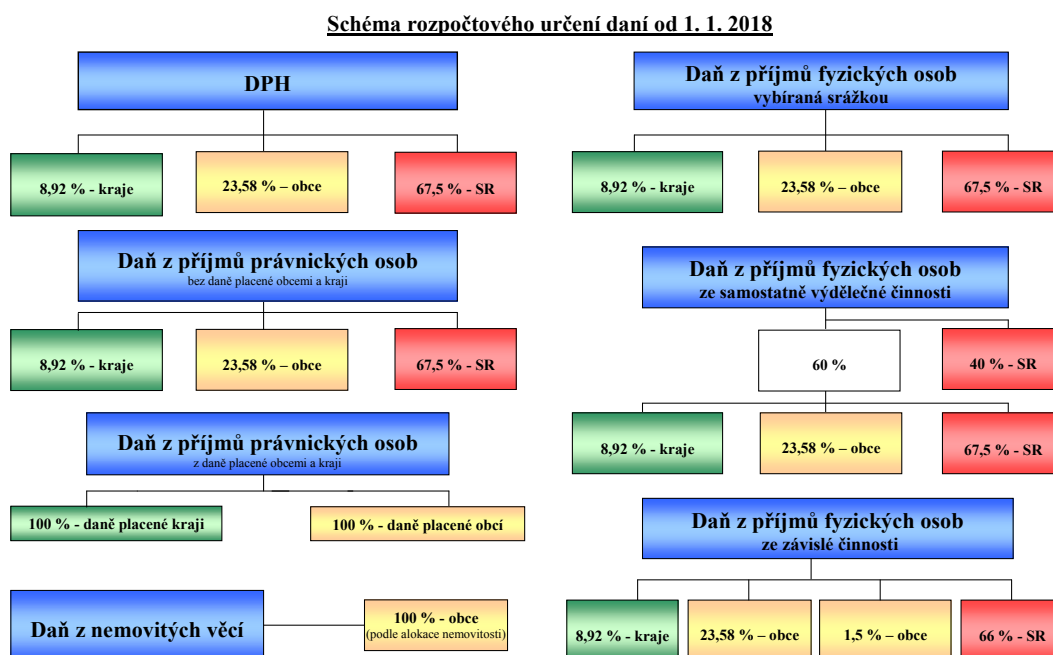 Schéma rozpočtového určení daní od 1. 1. 2018
DPH
8,92 % - kraje
23,58 % – obce
67,5 % - SR
Daň z příjmů právnických osob
bez daně placené obcemi a kraji
8,92 % - kraje
23,58 % – obce
67,5 % - SR
Daň z příjmů právnických osob
z daně placené obcemi a kraji
100 % - daně placené kraji
100 % - daně placené obcí
Daň z nemovitých věcí
100 % - obce
(podle alokace nemovitosti)
Daň z příjmů fyzických osob
vybíraná srážkou
8,92 % - kraje
23,58 % – obce
67,5 % - SR
Daň z příjmů fyzických osob
ze samostatně výdělečné činnosti
60 %
40 % - SR
8,92 % - kraje
23,58 % – obce
67,5 % - SR
Daň z příjmů fyzických osob
ze závislé činnosti
8,92 % - kraje
23,58 % – obce
1,5 % – obce
66 % - SR